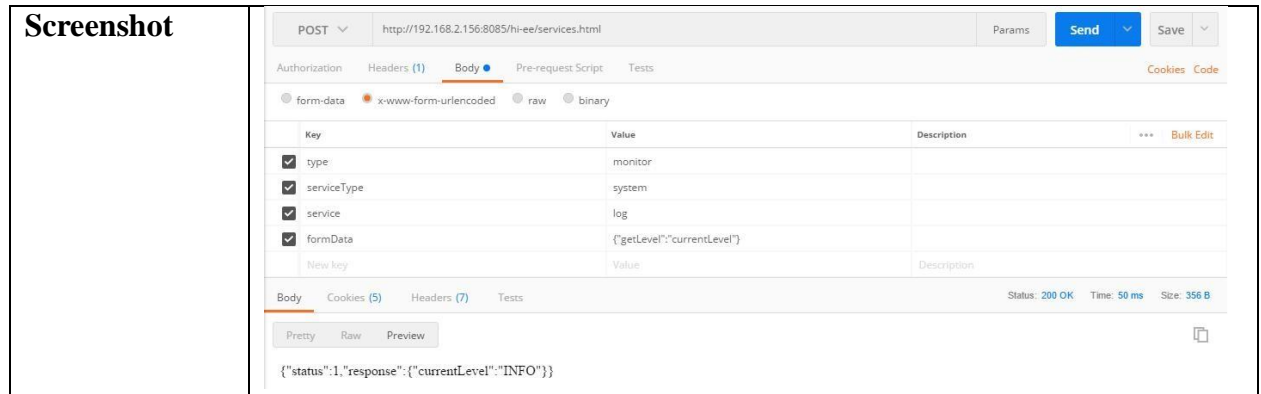 Screenshot
POST http://192.168.2.156:8085/hi-ee/services.html Params Send Save
Authorization Headers (1) Body Pre-request Script Tests Cookies Code
form-data x-www-form-urlencoded raw binary
Key Value Description ••• Bulk Edit
type monitor
serviceType system
service log
formData {"getLevel":"currentLevel"}
New key Value Description
Body Cookies (5) Headers (7) Tests Status: 200 OK Time: 50 ms Size: 356 B
Pretty Raw Preview
{"status":1,"response":{"currentLevel":"INFO"}}